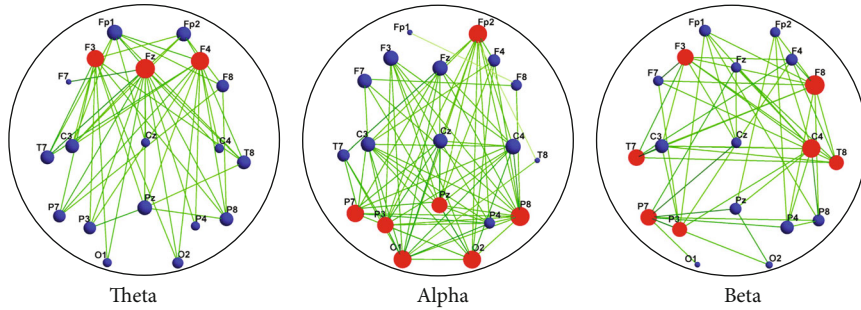 Fp1 Fp2
F3 Fz F4
F7 F8
C3 Cz C4
T7 T8
P7 P3 Pz P4 P8
O1 O2
Theta
Fp1 Fp2
F3 Fz F4
F7 F8
C3 Cz C4
T7 T8
P7 P3 Pz P4 P8
O1 O2
Alpha
Fp1 Fp2
F3 Fz F4
F7 F8
C3 Cz C4
T7 T8
P7 P3 Pz P4 P8
O1 O2
Beta